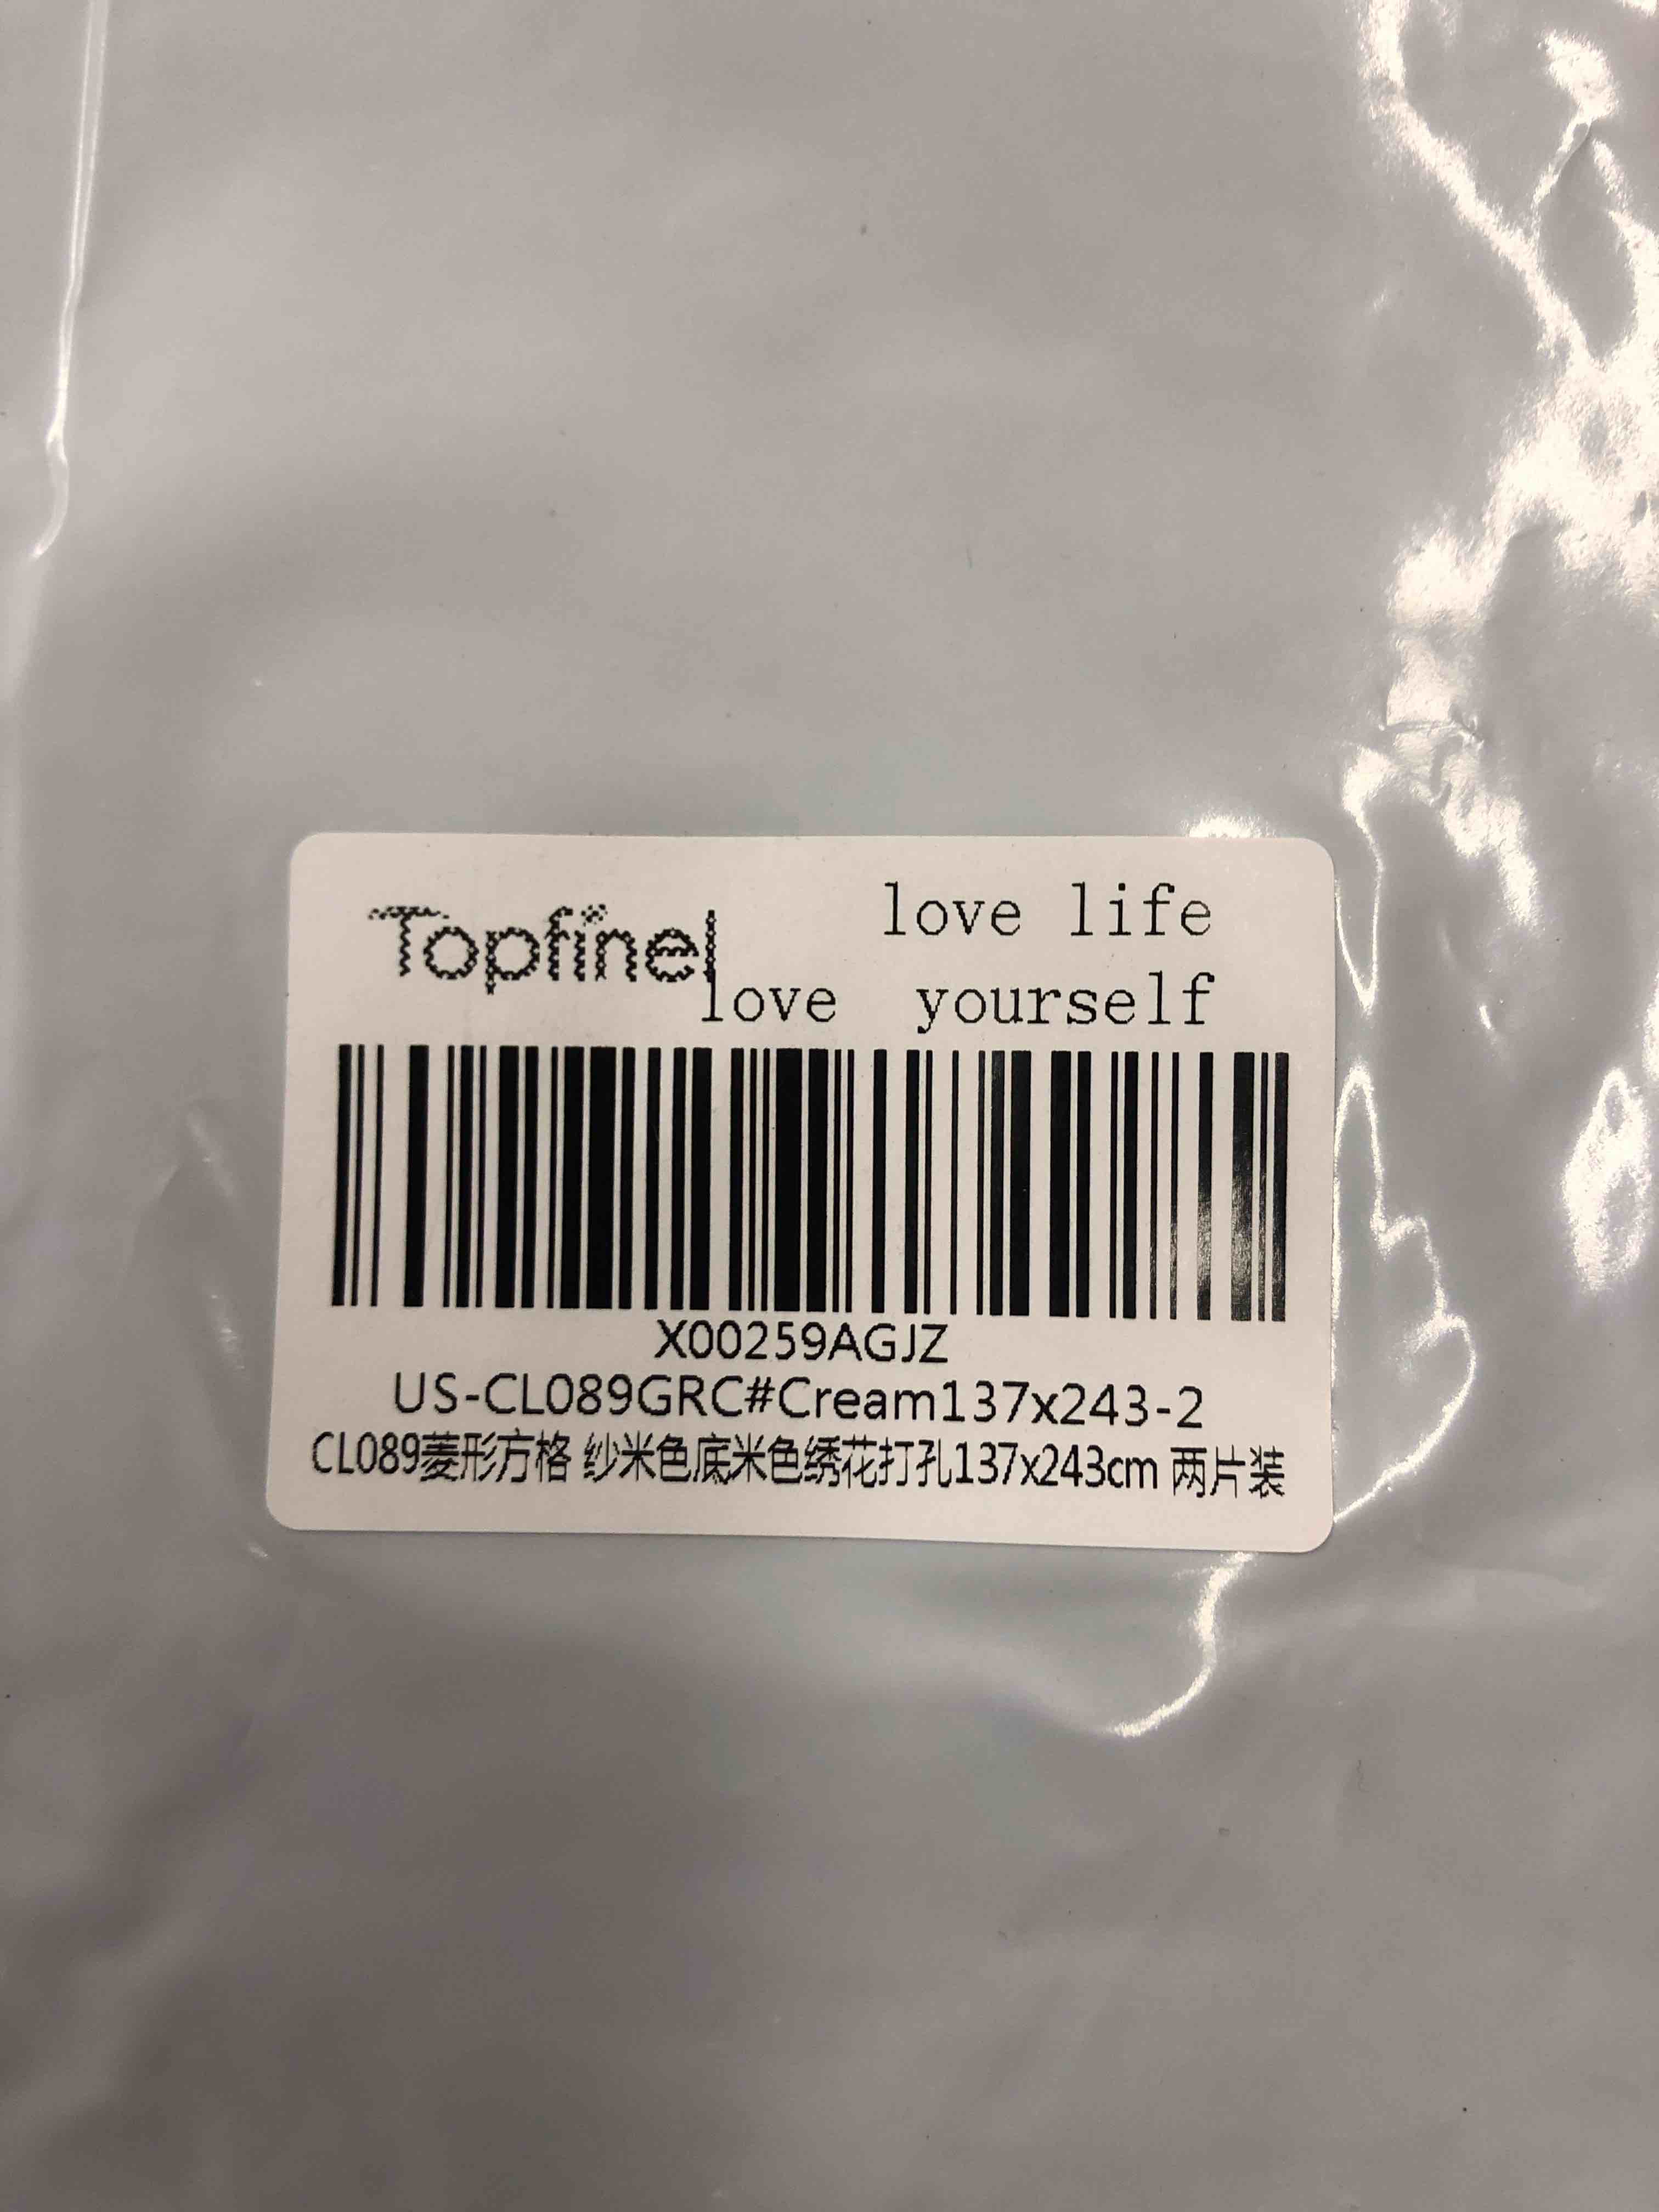 Topfinel
love life
love yourself
X00259AGJZ
US-CL089GRC#Cream137x243-2
CL089菱形方格 纱米色底米色绣花打孔137x243cm 两片装